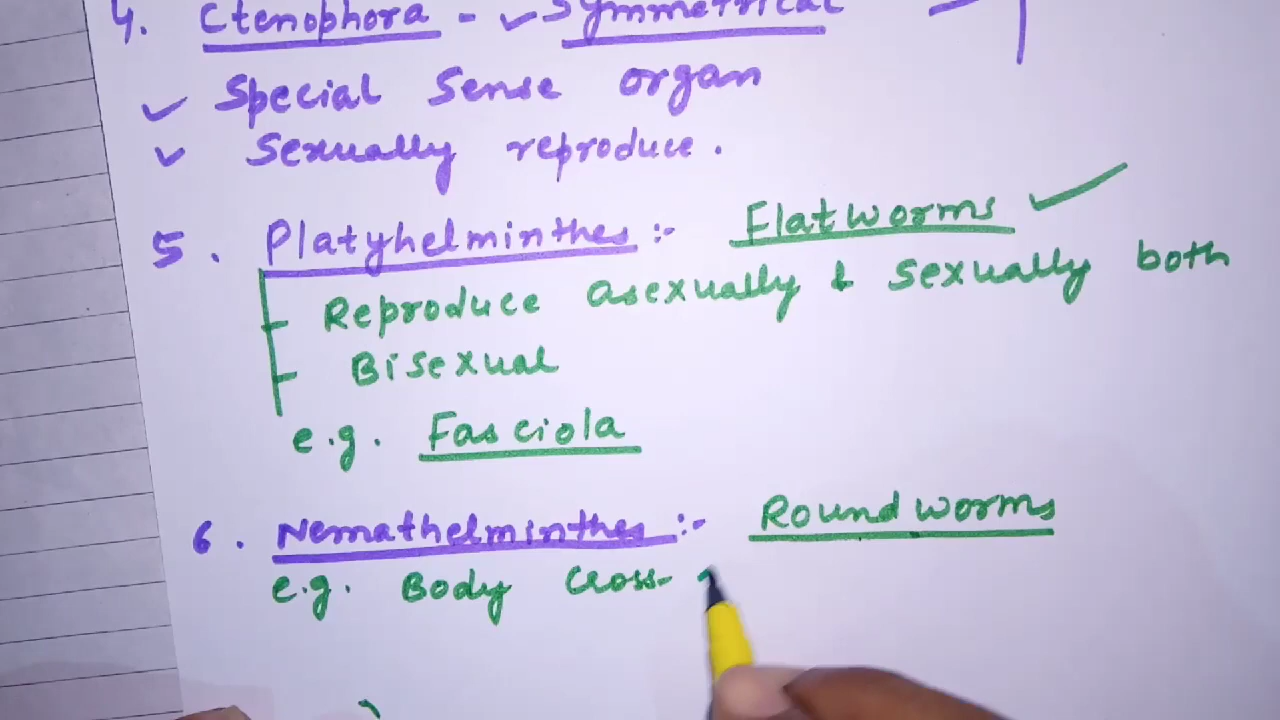 4. Ctenophora - ✓ Symmetrical
✓ Special Sense organ
✓ Sexually reproduce.
5. Platyhelminthes :- Flatworms ✓
Reproduce asexually & Sexually both
Bisexual
e.g. Fasciola
6. Nemathelminthes :- Roundworms
e.g. Body Cross-